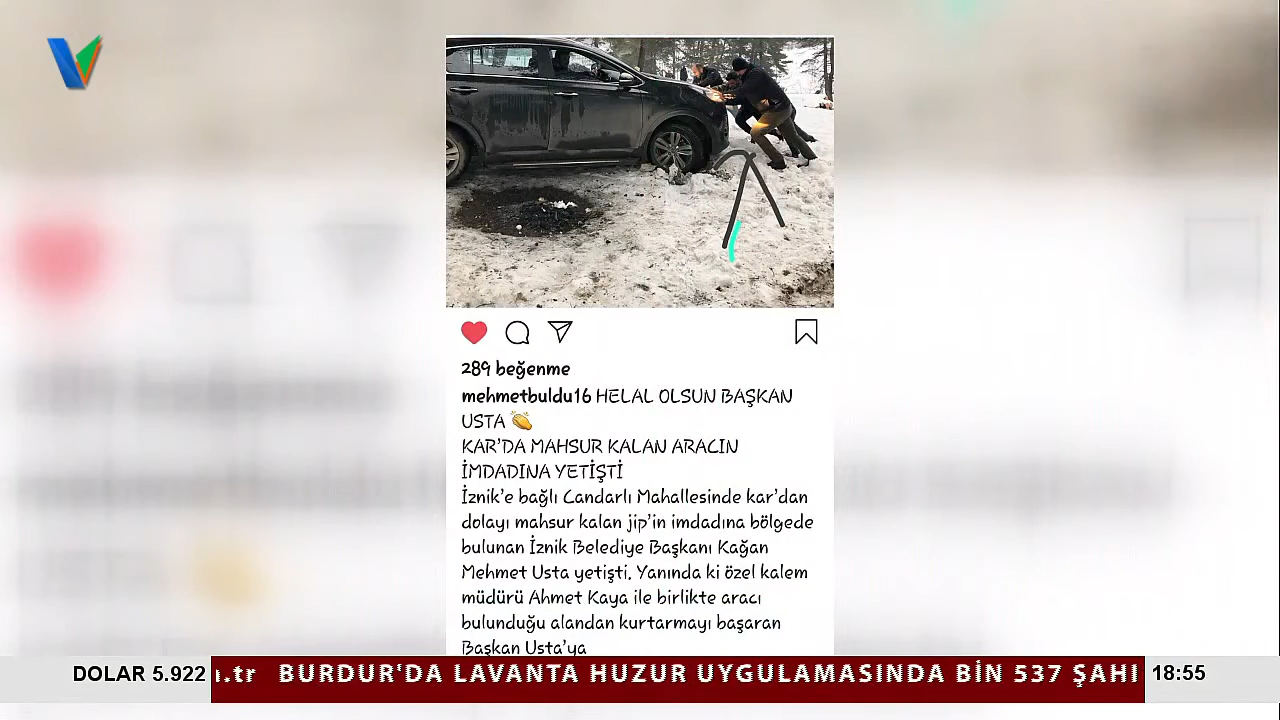 289 beğenme
mehmetbuldu16 HELAL OLSUN BAŞKAN
USTA 👏
KAR'DA MAHSUR KALAN ARACIN
İMDADINA YETİŞTİ
İznik'e bağlı Candarlı Mahallesinde kar'dan
dolayı mahsur kalan jip'in imdadına bölgede
bulunan İznik Belediye Başkanı Kağan
Mehmet Usta yetişti. Yanında ki özel kalem
müdürü Ahmet Kaya ile birlikte aracı
bulunduğu alandan kurtarmayı başaran
Başkan Usta'ya
DOLAR 5.922 ı.tr BURDUR'DA LAVANTA HUZUR UYGULAMASINDA BİN 537 ŞAHI 18:55